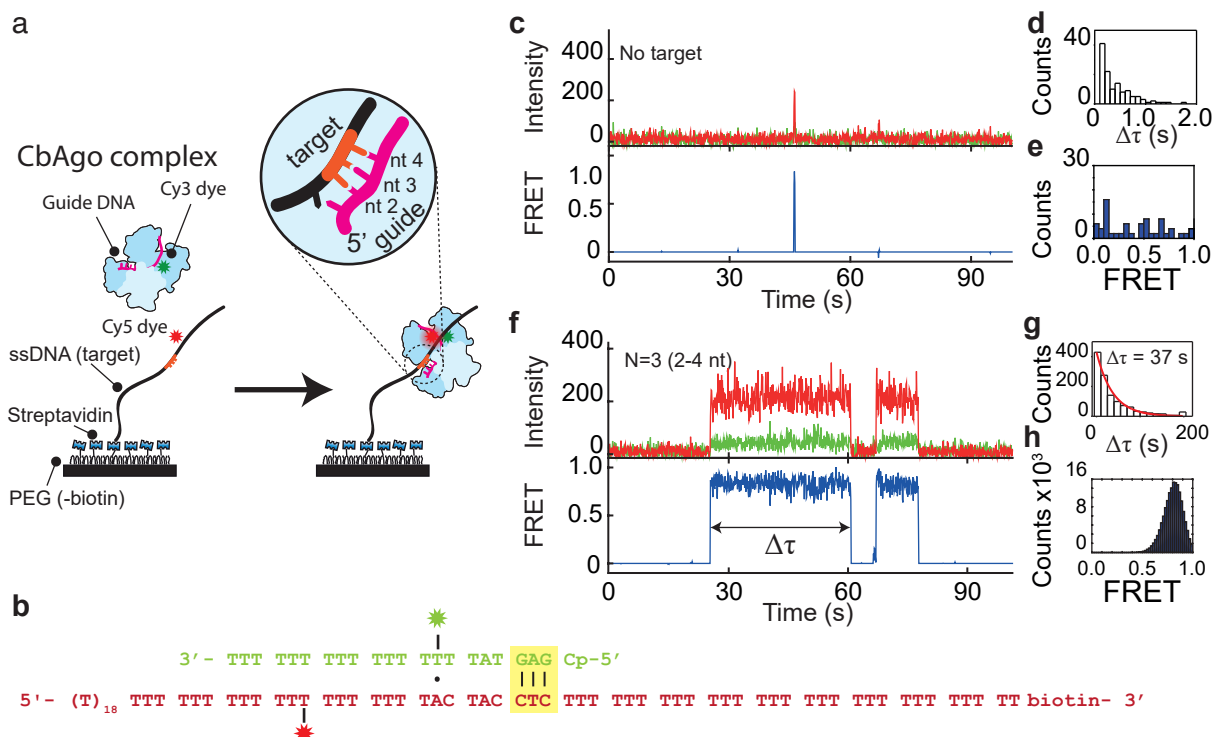 a
CbAgo complex
Guide DNA
Cy3 dye
Cy5 dye
ssDNA (target)
Streptavidin
PEG (-biotin)
target
nt 4
nt 3
nt 2
5’
guide
c
No target
Intensity
400
200
0
FRET
1.0
0.5
0
0 30 60 90
Time (s)
d
Counts
40
0
0 1.0 2.0
Δτ (s)
e
Counts
30
0
0.0 0.5 1.0
FRET
f
N=3 (2-4 nt)
Intensity
400
200
0
FRET
1.0
0.5
0
Δτ
0 30 60 90
Time (s)
g
Δτ = 37 s
Counts
400
200
0
0 200
Δτ (s)
h
Counts x10³
16
8
0
0.0 0.5 1.0
FRET
b
3’- TTT TTT TTT TTT TTT TAT GAG Cp-5’
5'- (T)18 TTT TTT TTT TTT TTT TAC TAC CTC TTT TTT TTT TTT TTT TTT TTT TTT TT biotin- 3’